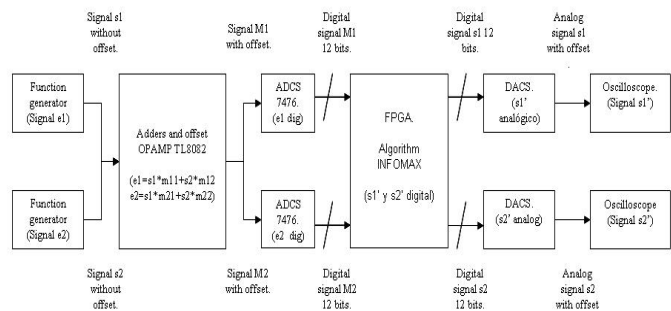 Signal s1
without
offset.
Signal M1
with offset.
Digital
signal M1
12 bits.
Digital
signal s1 12
bits.
Analog
signal s1
with offset
Function
generator
(Signal e1)
Adders and offset
OPAMP TL8082
(e1=s1*m11+s2*m12
e2=s1*m21+s2*m22)
ADCS
7476.
(e1 dig)
FPGA.
Algorithm
INFOMAX
(s1' y s2' digital)
DACS.
(s1'
analógico)
Oscilloscope.
(Signal s1')
Function
generator
(Signal e2)
ADCS
7476.
(e2 dig)
DACS.
(s2' analog)
Oscilloscope
(Signal s2')
Signal s2
without
offset.
Signal M2
with offset.
Digital
signal M2
12 bits.
Digital
signal s2
12 bits.
Analog
signal s2
with offset